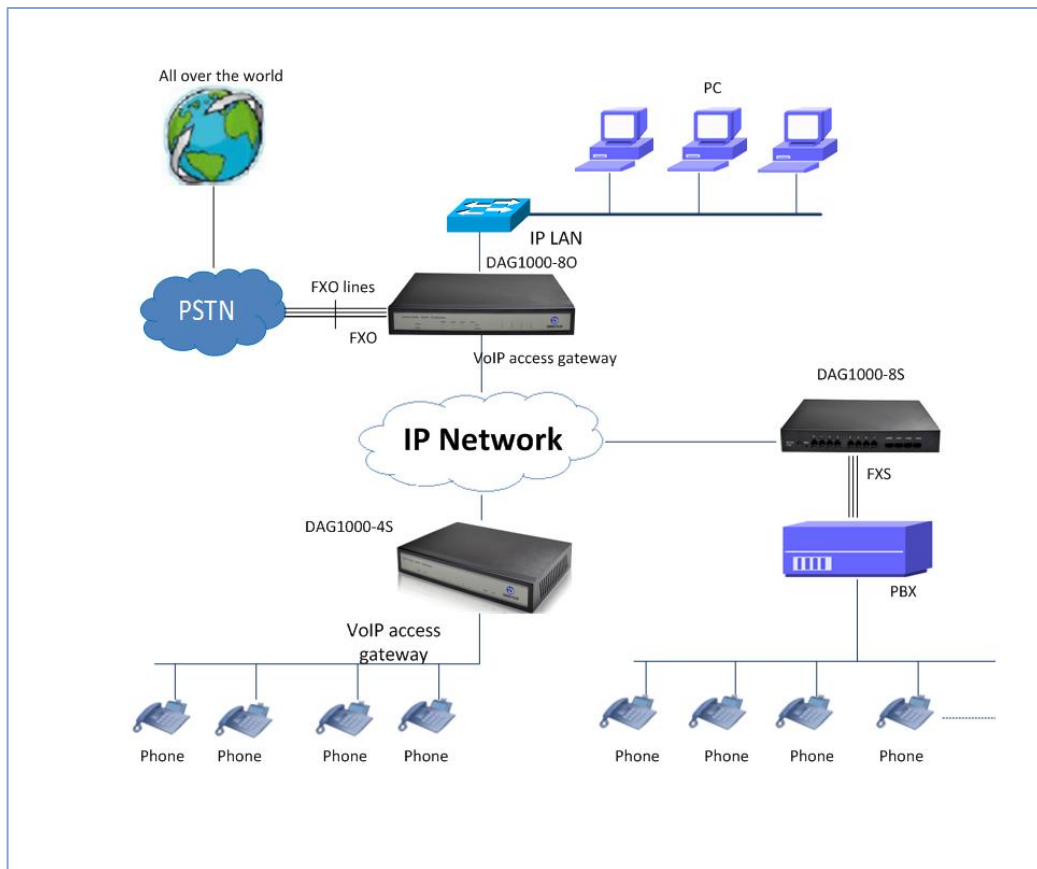 All over the world
PC
IP LAN
DAG1000-8O
FXO lines
PSTN
FXO
VoIP access gateway
DAG1000-8S
IP Network
FXS
DAG1000-4S
PBX
VoIP access
gateway
Phone Phone Phone Phone
Phone Phone Phone Phone